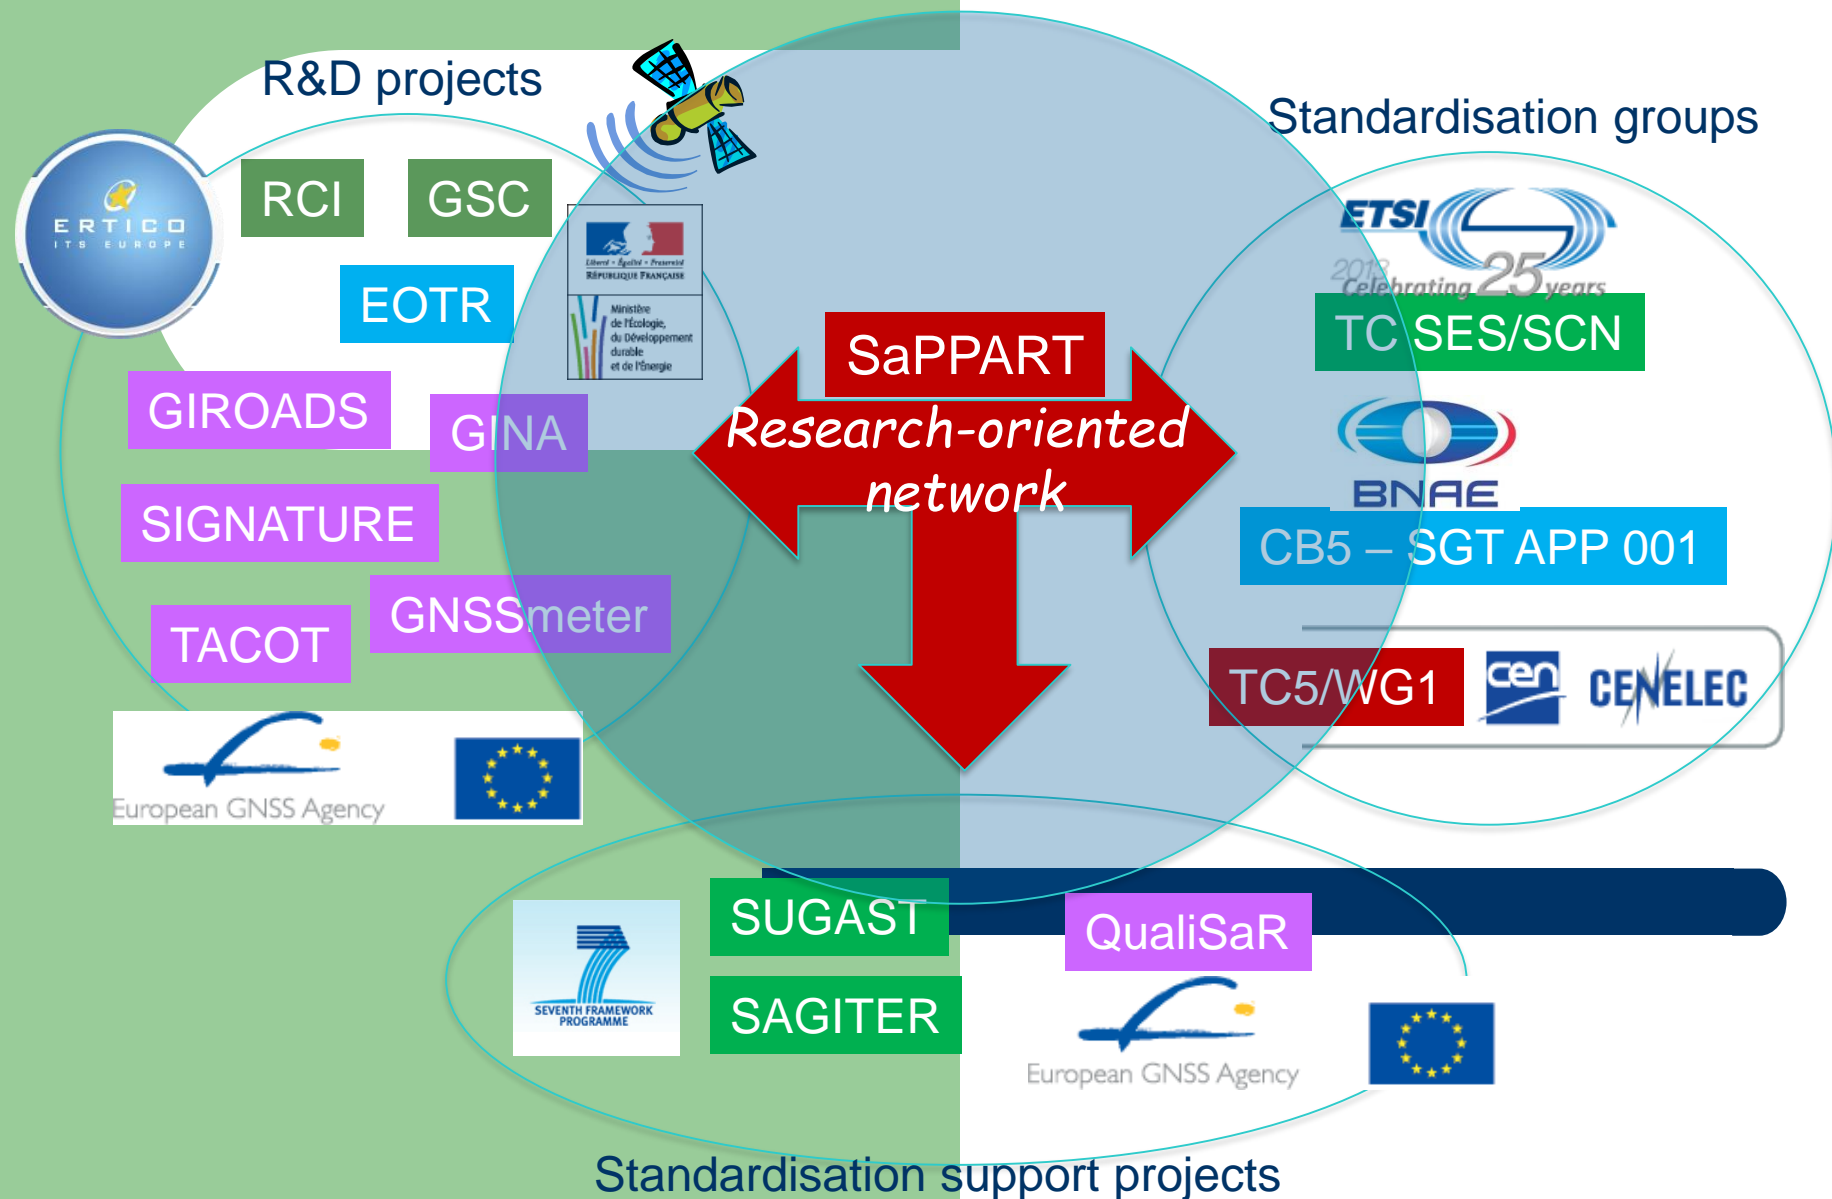 R&D projects
Standardisation groups
ERTICO
ITS EUROPE
RCI
GSC
EOTR
Liberté • Égalité • Fraternité
RÉPUBLIQUE FRANÇAISE
Ministère
de l'Écologie,
du Développement
durable
et de l'Énergie
GIROADS
GINA
SIGNATURE
GNSSmeter
TACOT
European GNSS Agency
SaPPART
Research-oriented
network
ETSI
2013
Celebrating 25 years
TC SES/SCN
BNAE
CB5 – SGT APP 001
TC5/WG1
cen
CENELEC
7
SEVENTH FRAMEWORK
PROGRAMME
SUGAST
SAGITER
QualiSaR
European GNSS Agency
Standardisation support projects